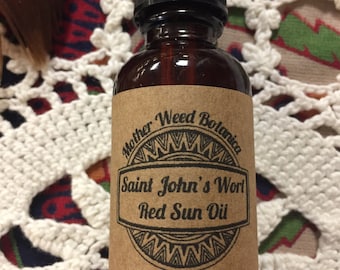 Mother Weed Botanica
Saint John's Wort
Red Sun Oil